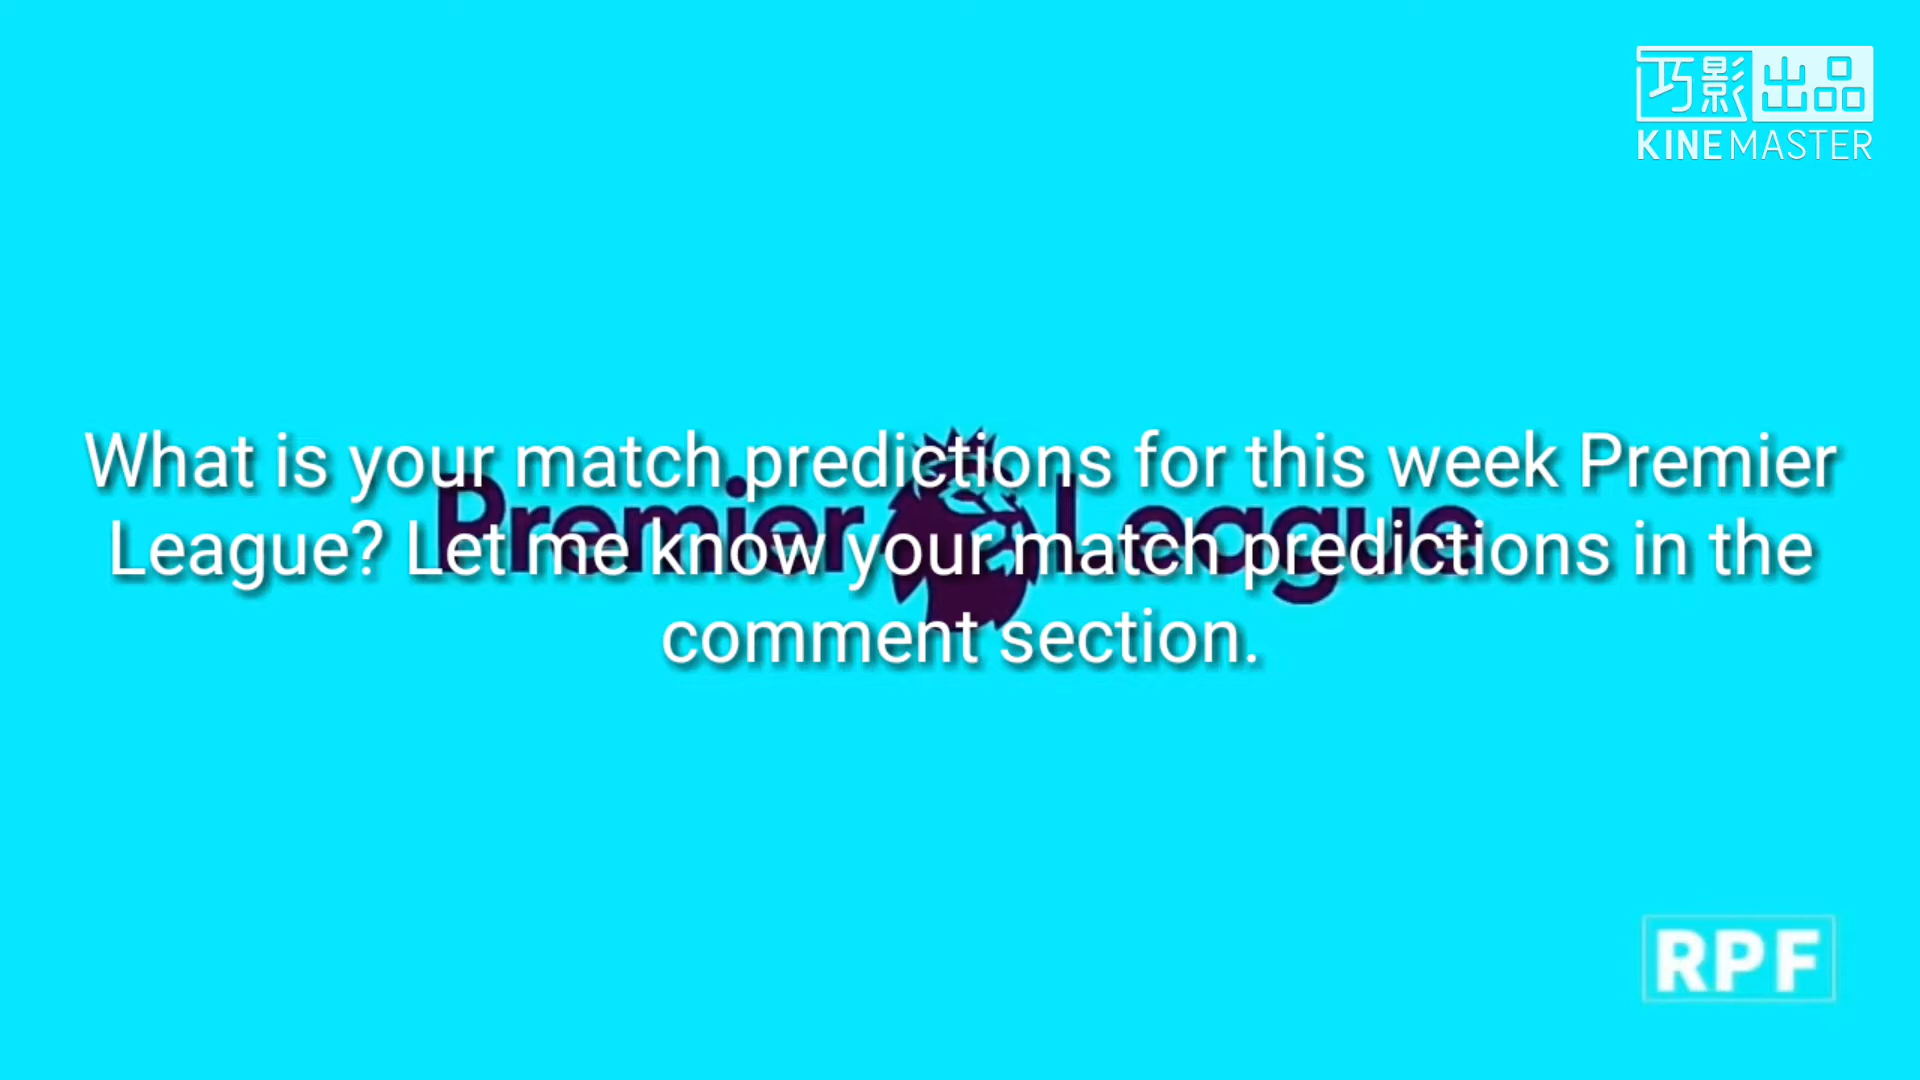 巧影出品
KINEMASTER
What is your match predictions for this week Premier
Premier League
League? Let me know your match predictions in the
comment section.
RPF